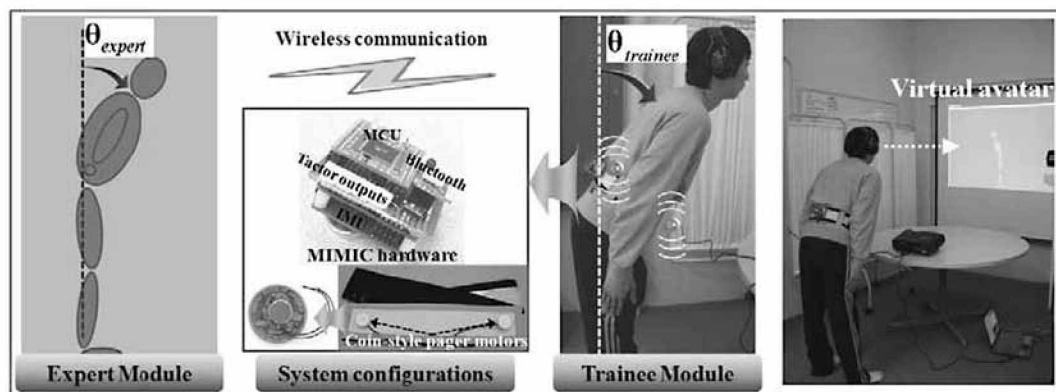 θexpert
Wireless communication
θtrainee
Virtual avatar
MCU
Bluetooth
Tactor outputs
IMU
MIMIC hardware
Coin-style pager motors
Expert Module
System configurations
Trainee Module